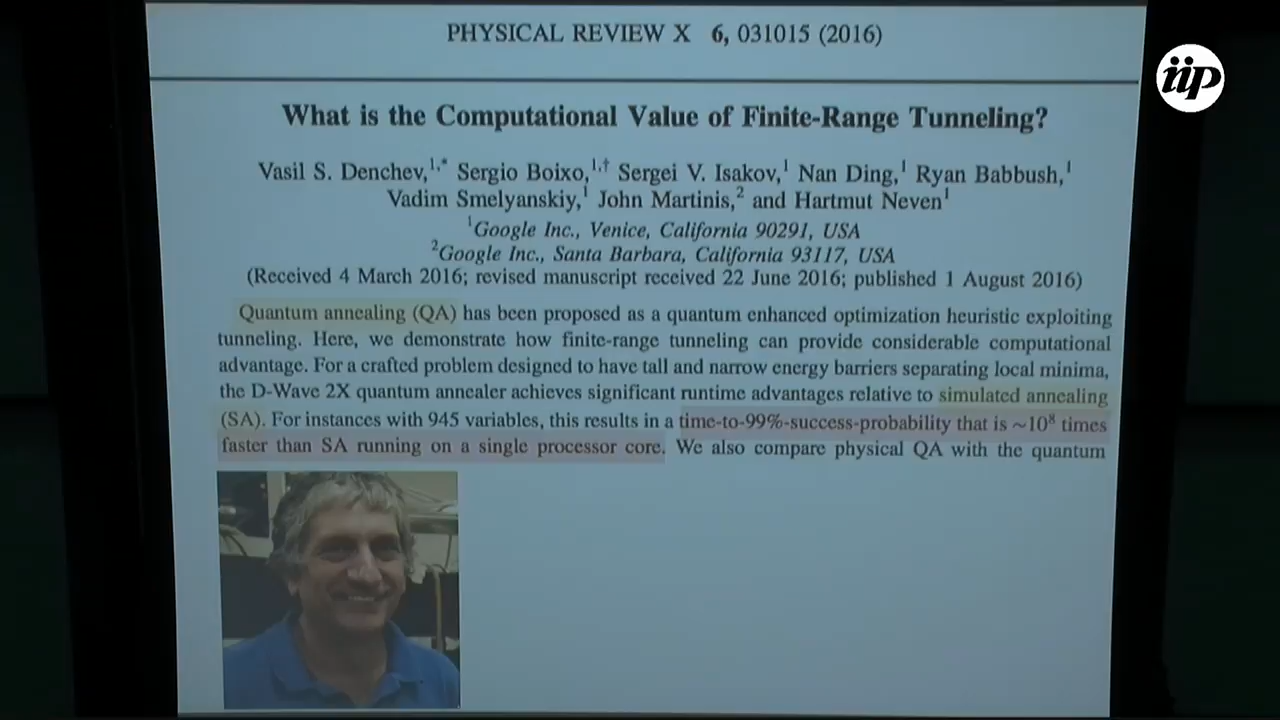 PHYSICAL REVIEW X 6, 031015 (2016)
iip
What is the Computational Value of Finite-Range Tunneling?
Vasil S. Denchev,1,* Sergio Boixo,1,† Sergei V. Isakov,1 Nan Ding,1 Ryan Babbush,1
Vadim Smelyanskiy,1 John Martinis,2 and Hartmut Neven1
1Google Inc., Venice, California 90291, USA
2Google Inc., Santa Barbara, California 93117, USA
(Received 4 March 2016; revised manuscript received 22 June 2016; published 1 August 2016)
Quantum annealing (QA) has been proposed as a quantum enhanced optimization heuristic exploiting
tunneling. Here, we demonstrate how finite-range tunneling can provide considerable computational
advantage. For a crafted problem designed to have tall and narrow energy barriers separating local minima,
the D-Wave 2X quantum annealer achieves significant runtime advantages relative to simulated annealing
(SA). For instances with 945 variables, this results in a time-to-99%-success-probability that is ~10⁸ times
faster than SA running on a single processor core. We also compare physical QA with the quantum